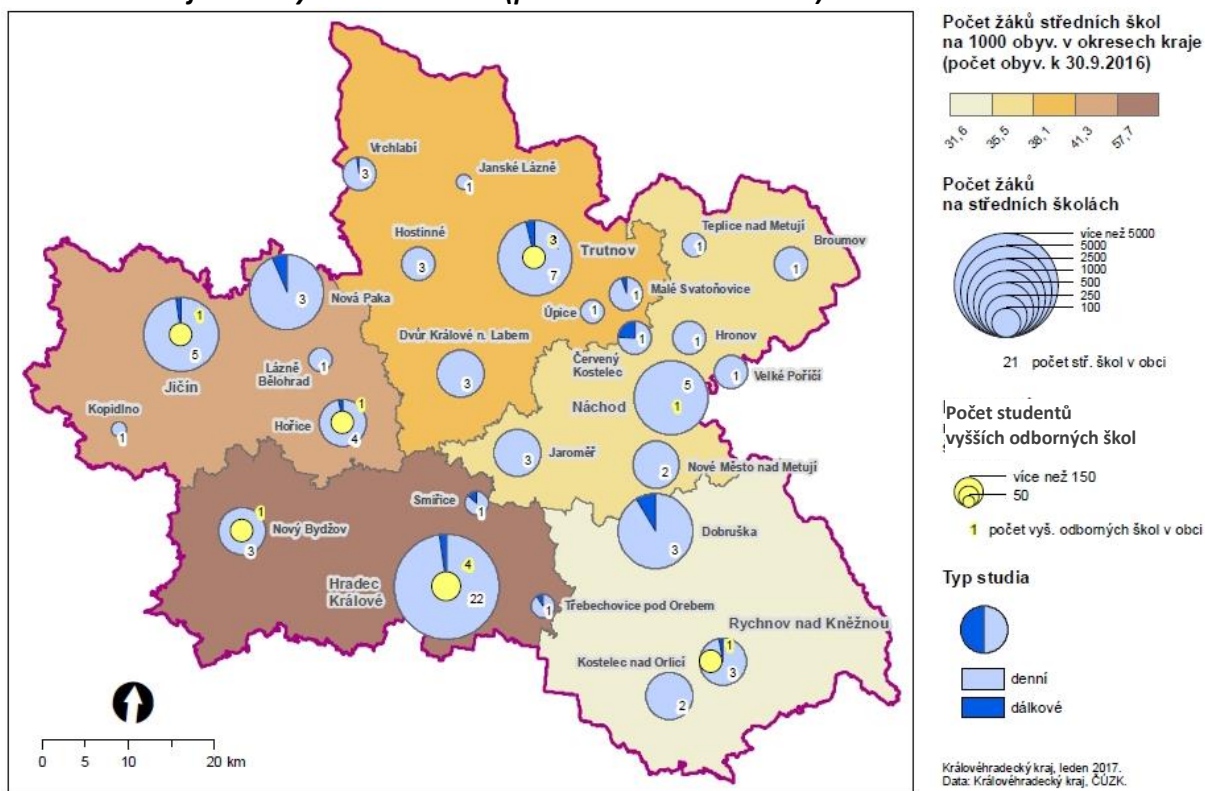 Vrchlabí
3
Janské Lázně
1
Teplice nad Metují
1
Broumov
1
Hostinné
3
3
Trutnov
7
Nová Paka
3
Malé Svatoňovice
1
Úpice
1
1
5
Jičín
Dvůr Králové n. Labem
3
Červený
Kostelec
1
Hronov
1
Lázně
Bělohrad
1
Velké Poříčí
1
5
Náchod
1
Kopidlno
1
Hořice
1
4
Jaroměř
3
2
Nové Město nad Metují
Smiřice
1
Dobruška
3
1
Nový Bydžov
3
Hradec
Králové
4
22
Třebechovice pod Orebem
1
Rychnov nad Kněžnou
1
3
Kostelec nad Orlicí
2
0 5 10 20 km
Počet žáků středních škol
na 1000 obyv. v okresech kraje
(počet obyv. k 30.9.2016)
31,6
35,5
38,1
41,3
57,7
Počet žáků
na středních školách
více než 5000
5000
2500
1000
500
250
100
21 počet stř. škol v obci
Počet studentů
vyšších odborných škol
více než 150
50
1 počet vyš. odborných škol v obci
Typ studia
denní
dálkové
Královéhradecký kraj, leden 2017.
Data: Královéhradecký kraj, ČÚZK.